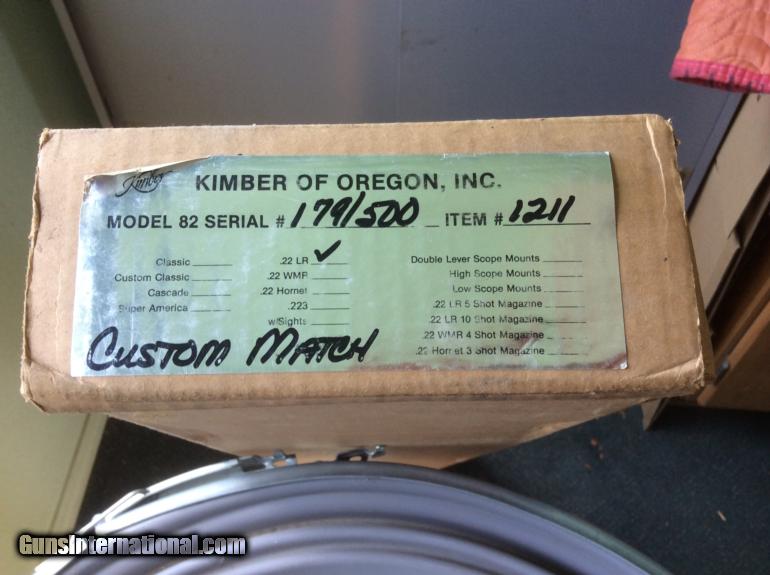 Kimber
KIMBER OF OREGON, INC.
MODEL 82 SERIAL # 179/500 ITEM # 1211
Classic
Custom Classic
Cascade
Super America
.22 LR ✓
.22 WMR
.22 Hornet
.223
w/Sights
Double Lever Scope Mounts
High Scope Mounts
Low Scope Mounts
.22 LR 5 Shot Magazine
.22 LR 10 Shot Magazine
.22 WMR 4 Shot Magazine
.22 Hornet 3 Shot Magazine
CUSTOM MATCH
GunsInternational.com